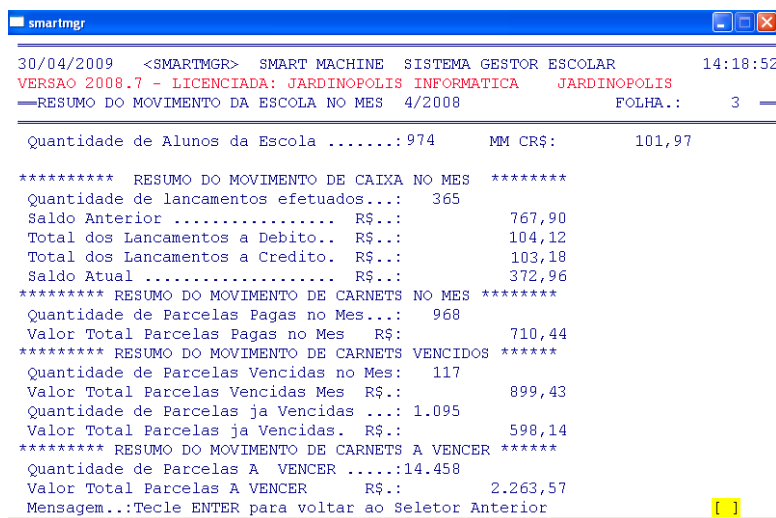 smartmgr
30/04/2009 <SMARTMGR> SMART MACHINE SISTEMA GESTOR ESCOLAR 14:18:52
VERSAO 2008.7 - LICENCIADA: JARDINOPOLIS INFORMATICA JARDINOPOLIS
RESUMO DO MOVIMENTO DA ESCOLA NO MES 4/2008 FOLHA.: 3
Quantidade de Alunos da Escola .......: 974 MM CR$: 101,97
********** RESUMO DO MOVIMENTO DE CAIXA NO MES ********
Quantidade de lancamentos efetuados...: 365
Saldo Anterior ................. R$..: 767,90
Total dos Lancamentos a Debito.. R$..: 104,12
Total dos Lancamentos a Credito. R$..: 103,18
Saldo Atual .................... R$..: 372,96
********* RESUMO DO MOVIMENTO DE CARNETS NO MES ********
Quantidade de Parcelas Pagas no Mes...: 968
Valor Total Parcelas Pagas no Mes R$: 710,44
********* RESUMO DO MOVIMENTO DE CARNETS VENCIDOS ******
Quantidade de Parcelas Vencidas no Mes: 117
Valor Total Parcelas Vencidas Mes R$.: 899,43
Quantidade de Parcelas ja Vencidas ...: 1.095
Valor Total Parcelas ja Vencidas. R$.: 598,14
********* RESUMO DO MOVIMENTO DE CARNETS A VENCER ******
Quantidade de Parcelas A VENCER .....:14.458
Valor Total Parcelas A VENCER R$.: 2.263,57
Mensagem..:Tecle ENTER para voltar ao Seletor Anterior [ ]